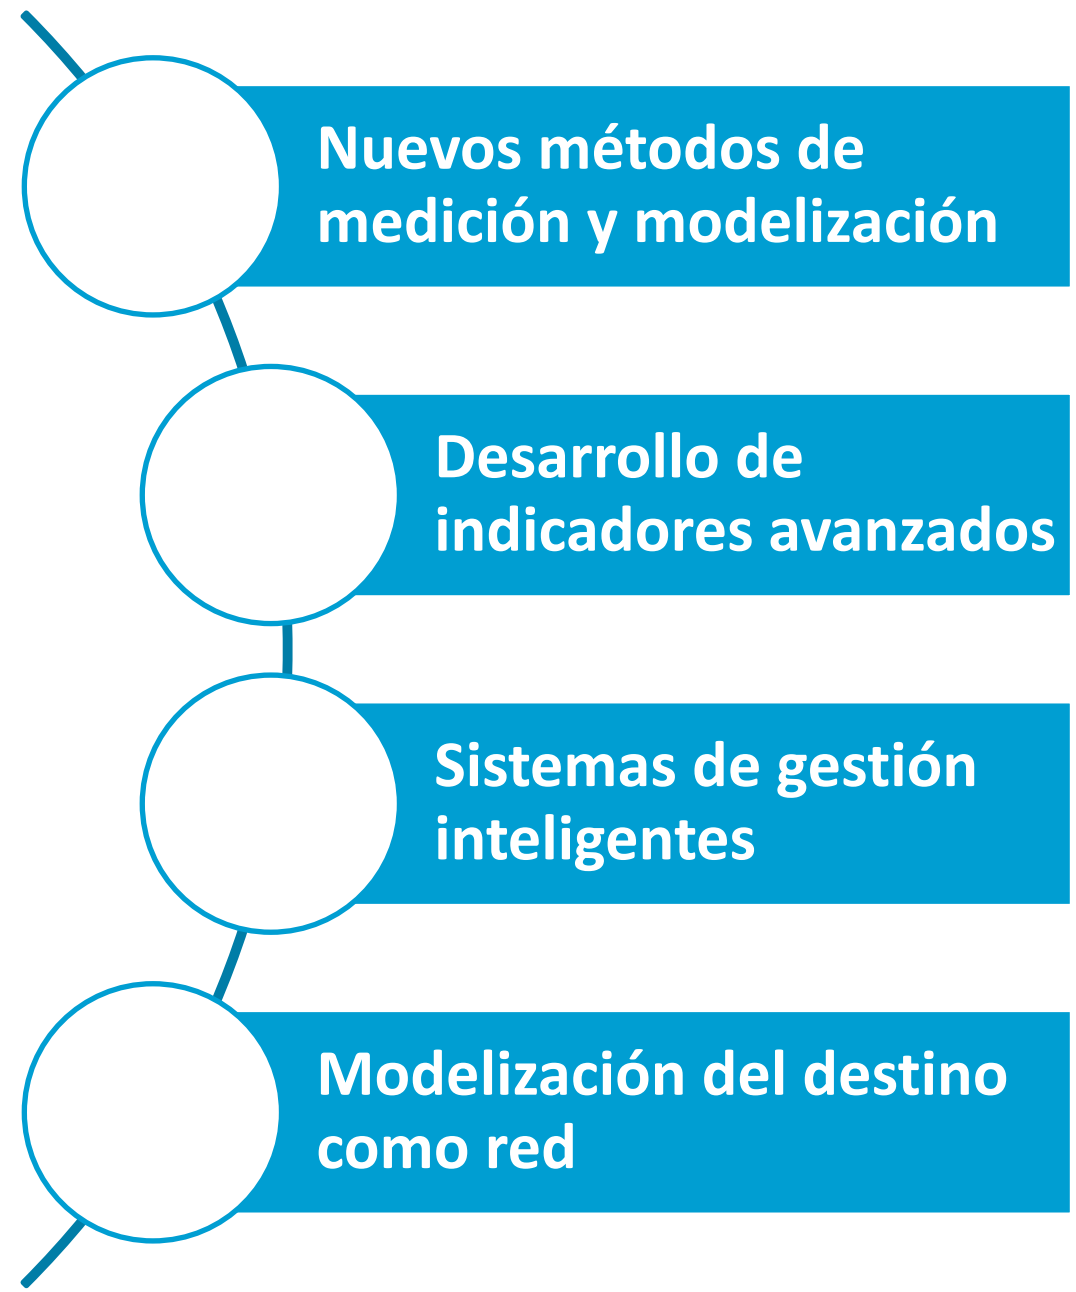 Nuevos métodos de
medición y modelización
Desarrollo de
indicadores avanzados
Sistemas de gestión
inteligentes
Modelización del destino
como red